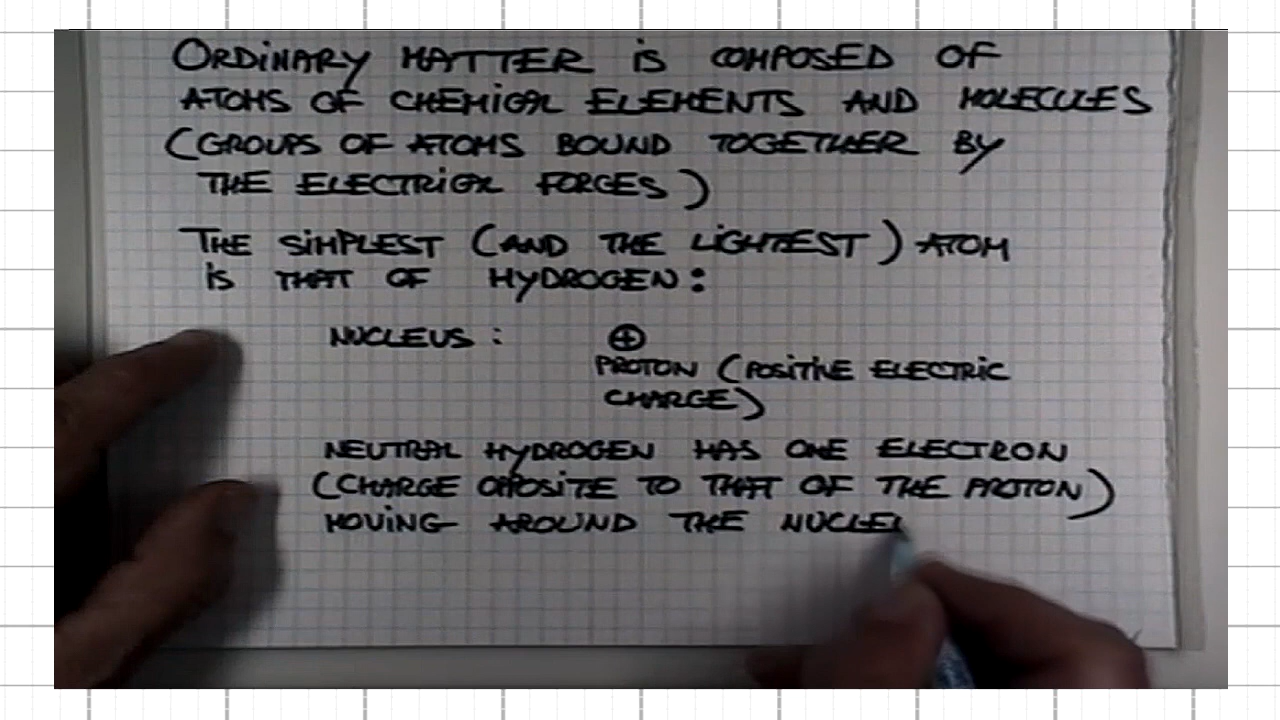 ORDINARY MATTER IS COMPOSED OF
ATOMS OF CHEMICAL ELEMENTS AND MOLECULES
(GROUPS OF ATOMS BOUND TOGETHER BY
THE ELECTRICAL FORCES)
THE SIMPLEST (AND THE LIGHTEST) ATOM
IS THAT OF HYDROGEN:
NUCLEUS: ⊕
PROTON (POSITIVE ELECTRIC
CHARGE)
NEUTRAL HYDROGEN HAS ONE ELECTRON
(CHARGE OPPOSITE TO THAT OF THE PROTON)
MOVING AROUND THE NUCLE